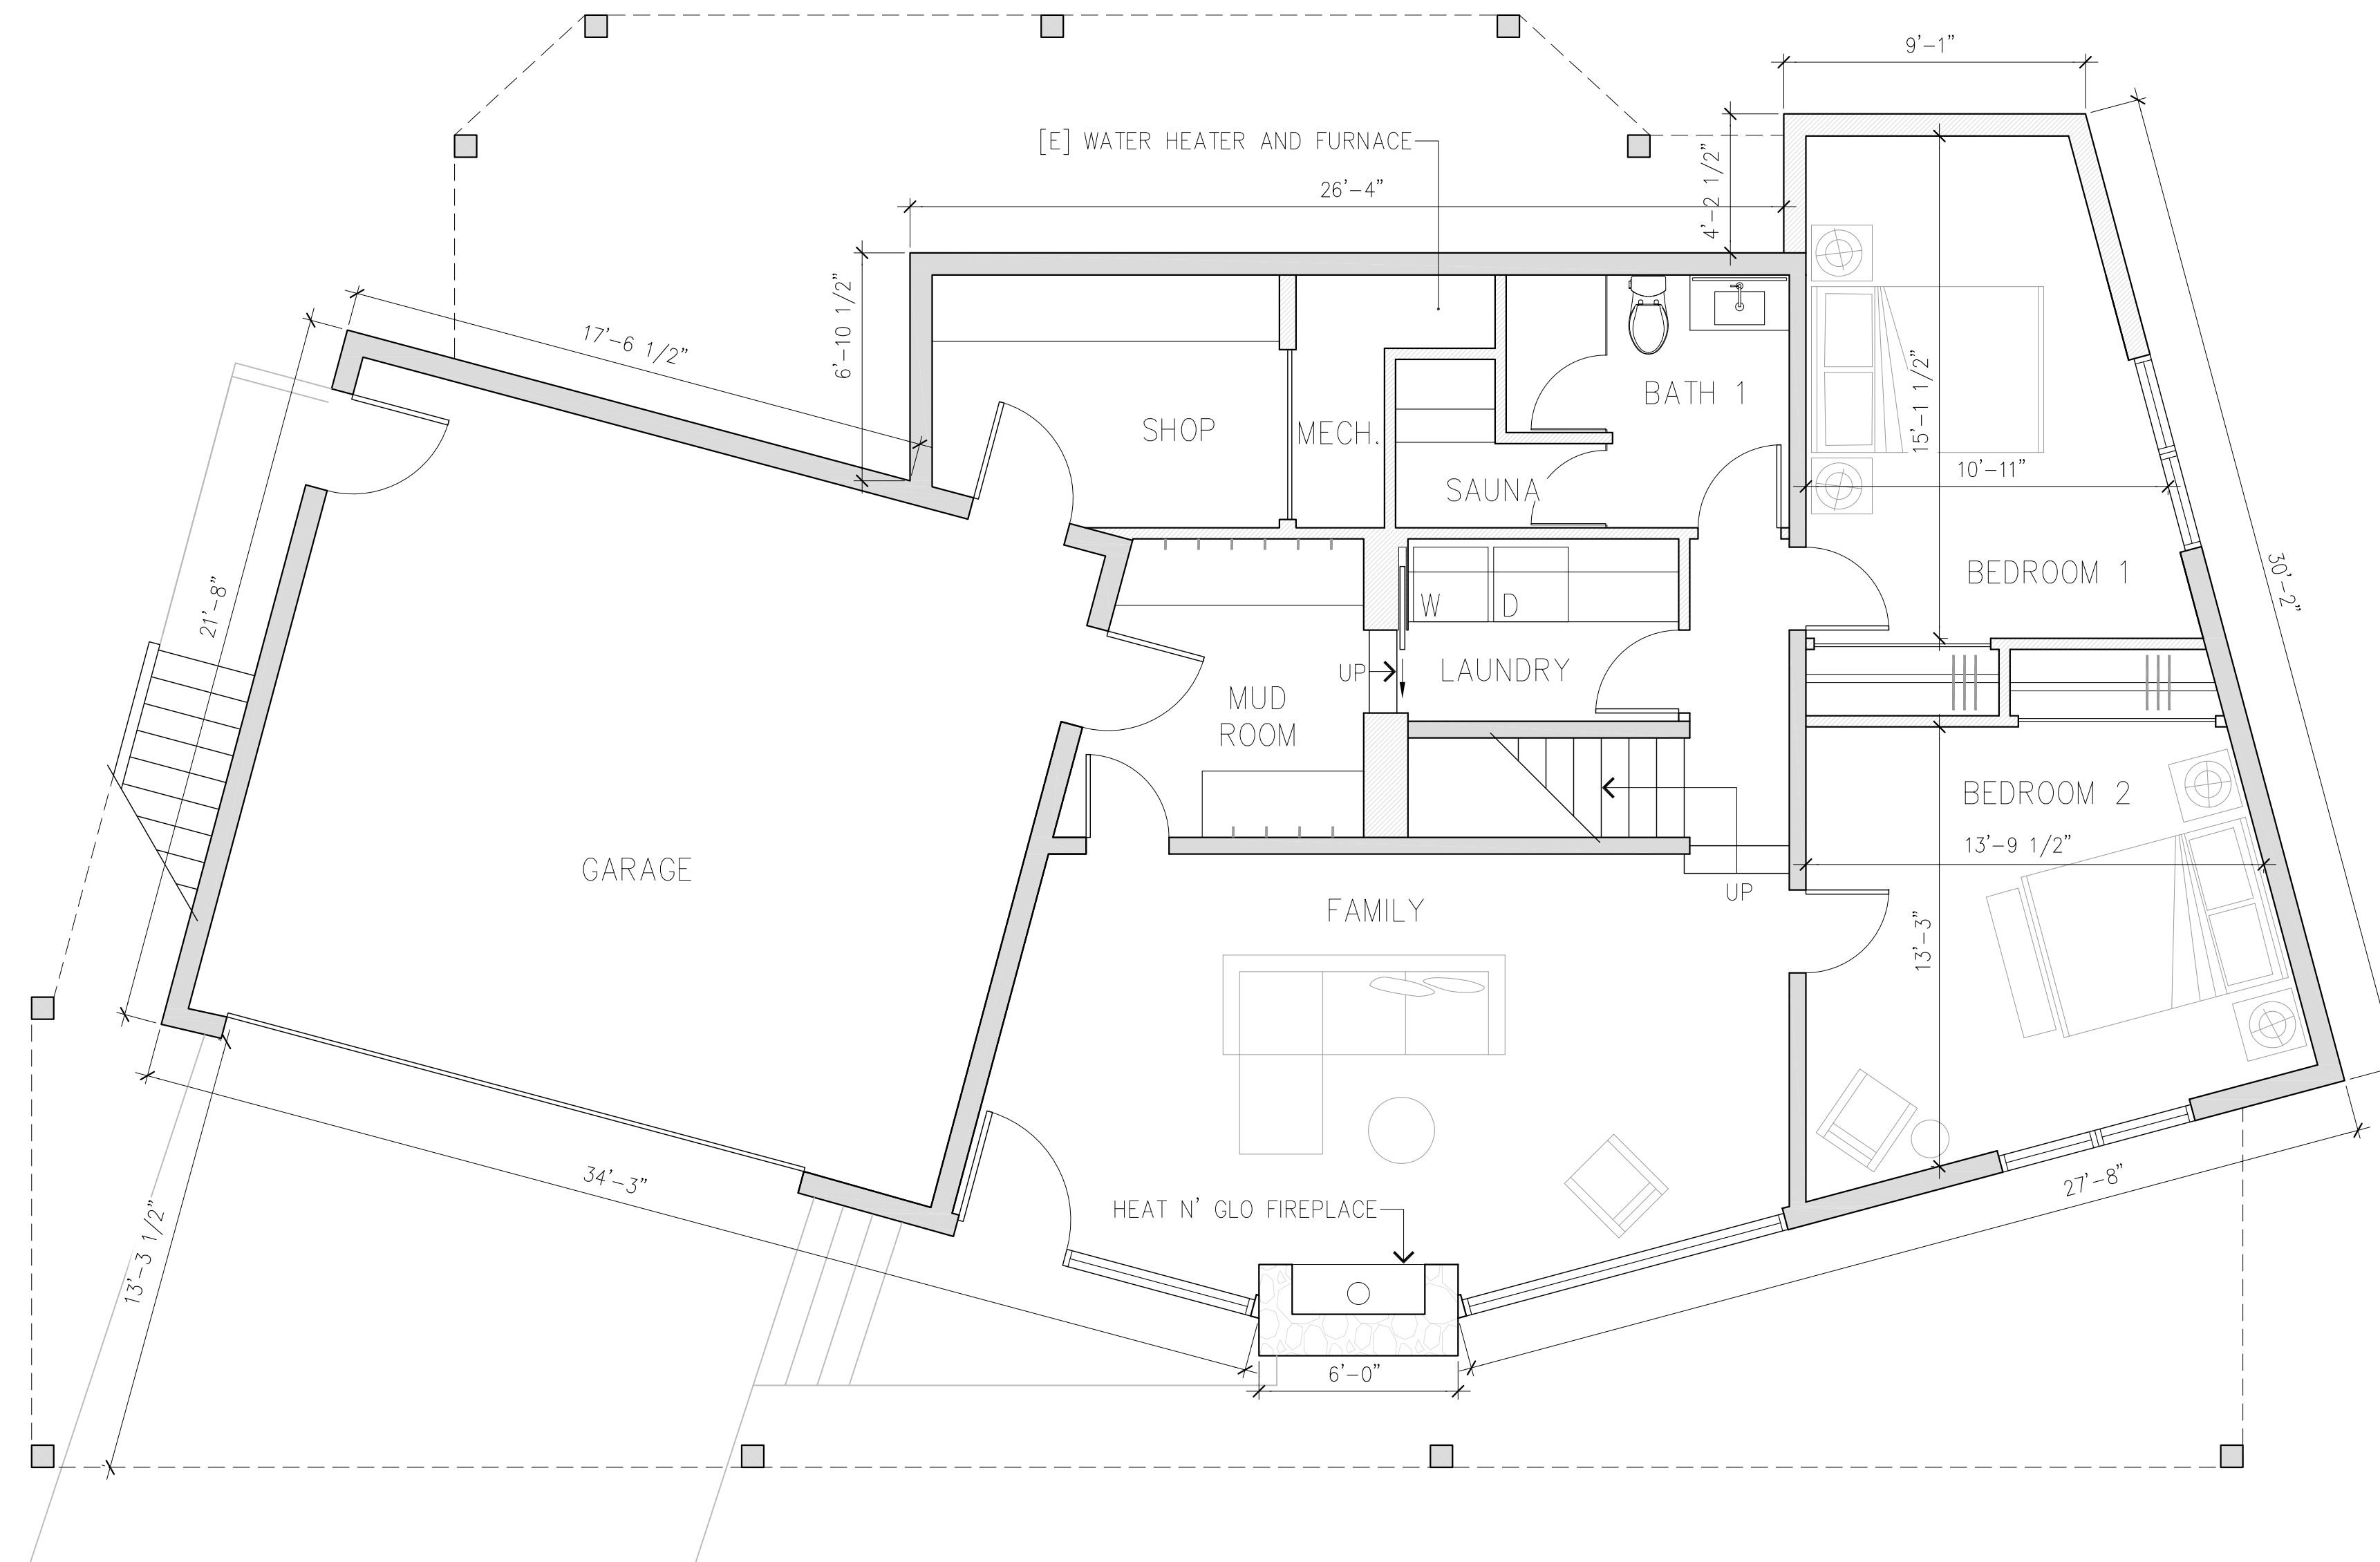 9'-1"
[E] WATER HEATER AND FURNACE
4'-2 1/2"
26'-4"
6'-10 1/2"
17'-6 1/2"
15'-1 1/2"
BATH 1
SHOP
MECH.
10'-11"
SAUNA
BEDROOM 1
30'-2"
21'-8"
W
D
UP
LAUNDRY
MUD
ROOM
BEDROOM 2
13'-9 1/2"
GARAGE
UP
FAMILY
13'-3"
34'-3"
27'-8"
HEAT N' GLO FIREPLACE
13'-3 1/2"
6'-0"